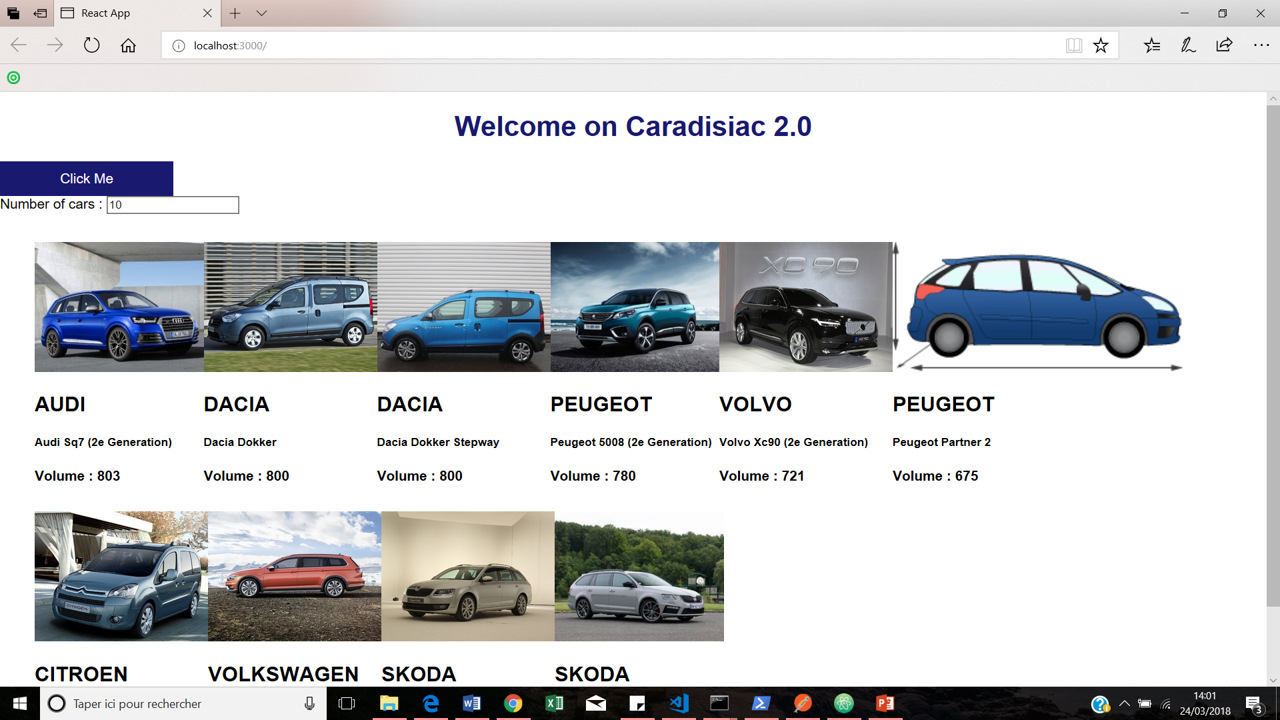 React App
localhost:3000/
Welcome on Caradisiac 2.0
Click Me
Number of cars : 10
XC 90
AUDI DACIA DACIA PEUGEOT VOLVO PEUGEOT
Audi Sq7 (2e Generation) Dacia Dokker Dacia Dokker Stepway Peugeot 5008 (2e Generation) Volvo Xc90 (2e Generation) Peugeot Partner 2
Volume : 803 Volume : 800 Volume : 800 Volume : 780 Volume : 721 Volume : 675
CITROEN VOLKSWAGEN SKODA SKODA
Taper ici pour rechercher
14:01
24/03/2018
3